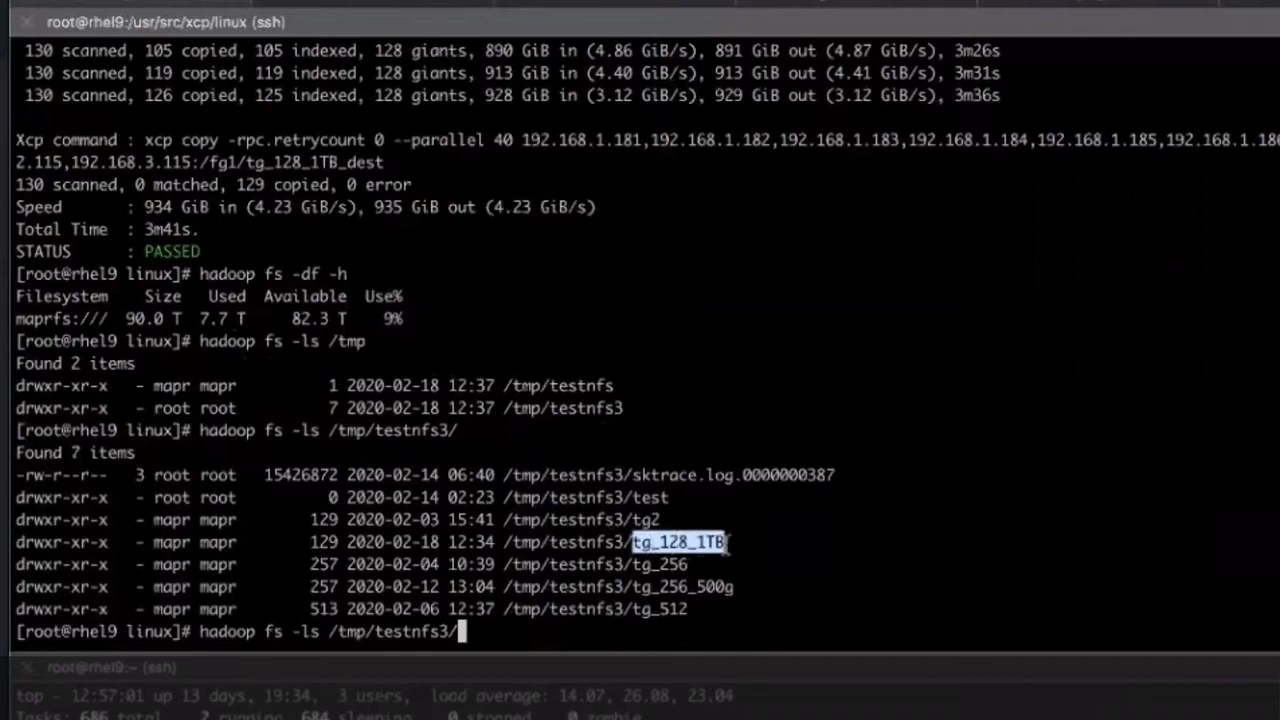 root@rhel9:/usr/src/xcp/linux (ssh)
130 scanned, 105 copied, 105 indexed, 128 giants, 890 GiB in (4.86 GiB/s), 891 GiB out (4.87 GiB/s), 3m26s
130 scanned, 119 copied, 119 indexed, 128 giants, 913 GiB in (4.40 GiB/s), 913 GiB out (4.41 GiB/s), 3m31s
130 scanned, 126 copied, 125 indexed, 128 giants, 928 GiB in (3.12 GiB/s), 929 GiB out (3.12 GiB/s), 3m36s
Xcp command : xcp copy -rpc.retrycount 0 --parallel 40 192.168.1.181,192.168.1.182,192.168.1.183,192.168.1.184,192.168.1.185,192.168.1.186
2.115,192.168.3.115:/fg1/tg_128_1TB_dest
130 scanned, 0 matched, 129 copied, 0 error
Speed : 934 GiB in (4.23 GiB/s), 935 GiB out (4.23 GiB/s)
Total Time : 3m41s.
STATUS : PASSED
[root@rhel9 linux]# hadoop fs -df -h
Filesystem Size Used Available Use%
maprfs:/// 90.0 T 7.7 T 82.3 T 9%
[root@rhel9 linux]# hadoop fs -ls /tmp
Found 2 items
drwxr-xr-x - mapr mapr 1 2020-02-18 12:37 /tmp/testnfs
drwxr-xr-x - root root 7 2020-02-18 12:37 /tmp/testnfs3
[root@rhel9 linux]# hadoop fs -ls /tmp/testnfs3/
Found 7 items
-rw-r--r-- 3 root root 15426872 2020-02-14 06:40 /tmp/testnfs3/sktrace.log.0000000387
drwxr-xr-x - root root 0 2020-02-14 02:23 /tmp/testnfs3/test
drwxr-xr-x - mapr mapr 129 2020-02-03 15:41 /tmp/testnfs3/tg2
drwxr-xr-x - mapr mapr 129 2020-02-18 12:34 /tmp/testnfs3/tg_128_1TB
drwxr-xr-x - mapr mapr 257 2020-02-04 10:39 /tmp/testnfs3/tg_256
drwxr-xr-x - mapr mapr 257 2020-02-12 13:04 /tmp/testnfs3/tg_256_500g
drwxr-xr-x - mapr mapr 513 2020-02-06 12:37 /tmp/testnfs3/tg_512
[root@rhel9 linux]# hadoop fs -ls /tmp/testnfs3/
root@rhel9:~ (ssh)
top - 12:57:01 up 13 days, 19:34, 3 users, load average: 14.07, 26.08, 23.04
Tasks: 686 total, 2 running, 684 sleeping, 0 stopped, 0 zombie